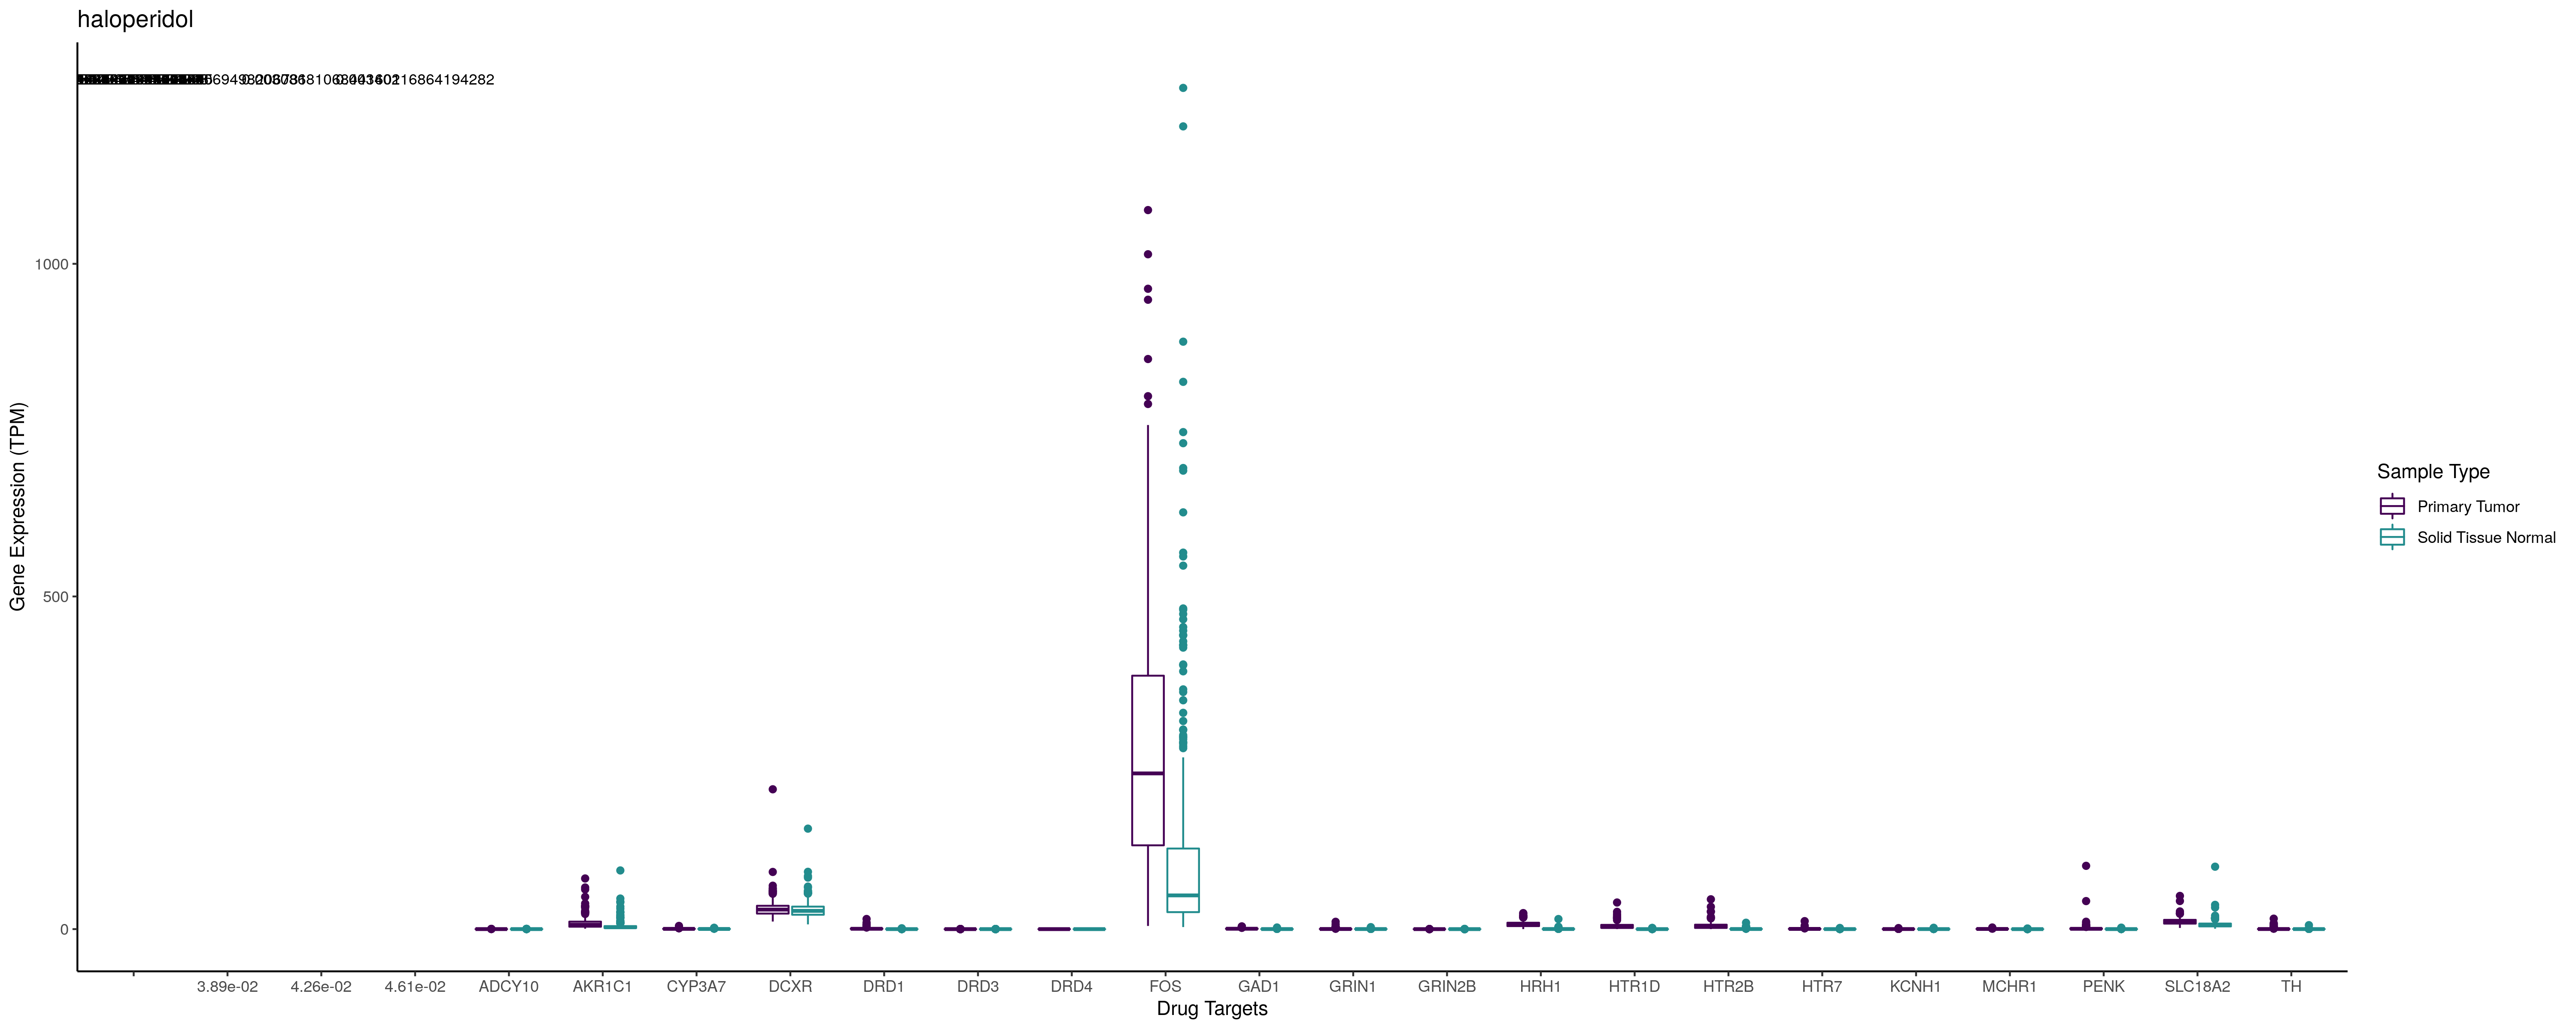 haloperidol
1000
500
0
Gene Expression (TPM)
3.89e-02 4.26e-02 4.61e-02 ADCY10 AKR1C1 CYP3A7 DCXR DRD1 DRD3 DRD4 FOS GAD1 GRIN1 GRIN2B HRH1 HTR1D HTR2B HTR7 KCNH1 MCHR1 PENK SLC18A2 TH
Drug Targets
Sample Type
Primary Tumor
Solid Tissue Normal